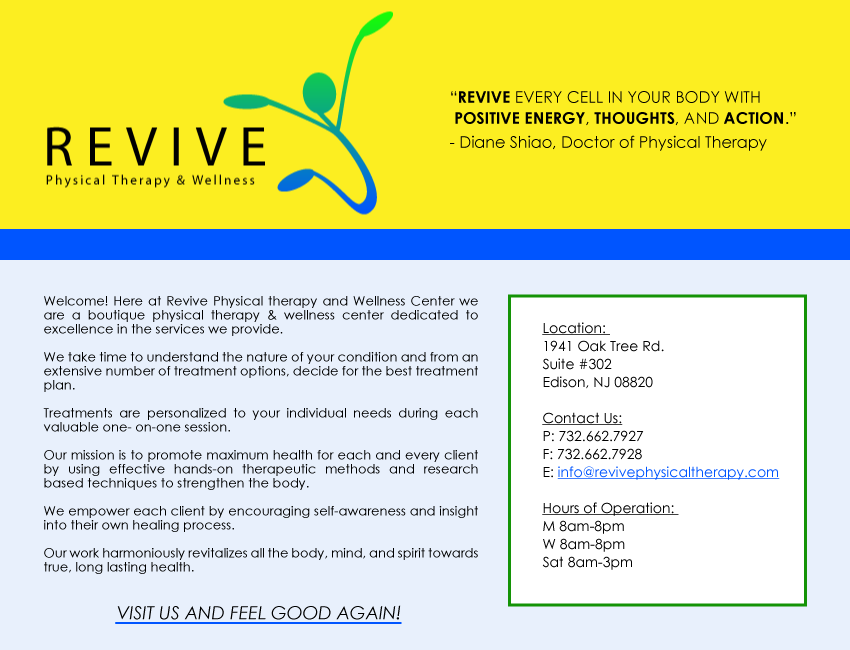 REVIVE
Physical Therapy & Wellness
“REVIVE EVERY CELL IN YOUR BODY WITH
POSITIVE ENERGY, THOUGHTS, AND ACTION.”
- Diane Shiao, Doctor of Physical Therapy
Welcome! Here at Revive Physical therapy and Wellness Center we
are a boutique physical therapy & wellness center dedicated to
excellence in the services we provide.
We take time to understand the nature of your condition and from an
extensive number of treatment options, decide for the best treatment
plan.
Treatments are personalized to your individual needs during each
valuable one- on-one session.
Our mission is to promote maximum health for each and every client
by using effective hands-on therapeutic methods and research
based techniques to strengthen the body.
We empower each client by encouraging self-awareness and insight
into their own healing process.
Our work harmoniously revitalizes all the body, mind, and spirit towards
true, long lasting health.
VISIT US AND FEEL GOOD AGAIN!
Location:
1941 Oak Tree Rd.
Suite #302
Edison, NJ 08820
Contact Us:
P: 732.662.7927
F: 732.662.7928
E: info@revivephysicaltherapy.com
Hours of Operation:
M 8am-8pm
W 8am-8pm
Sat 8am-3pm